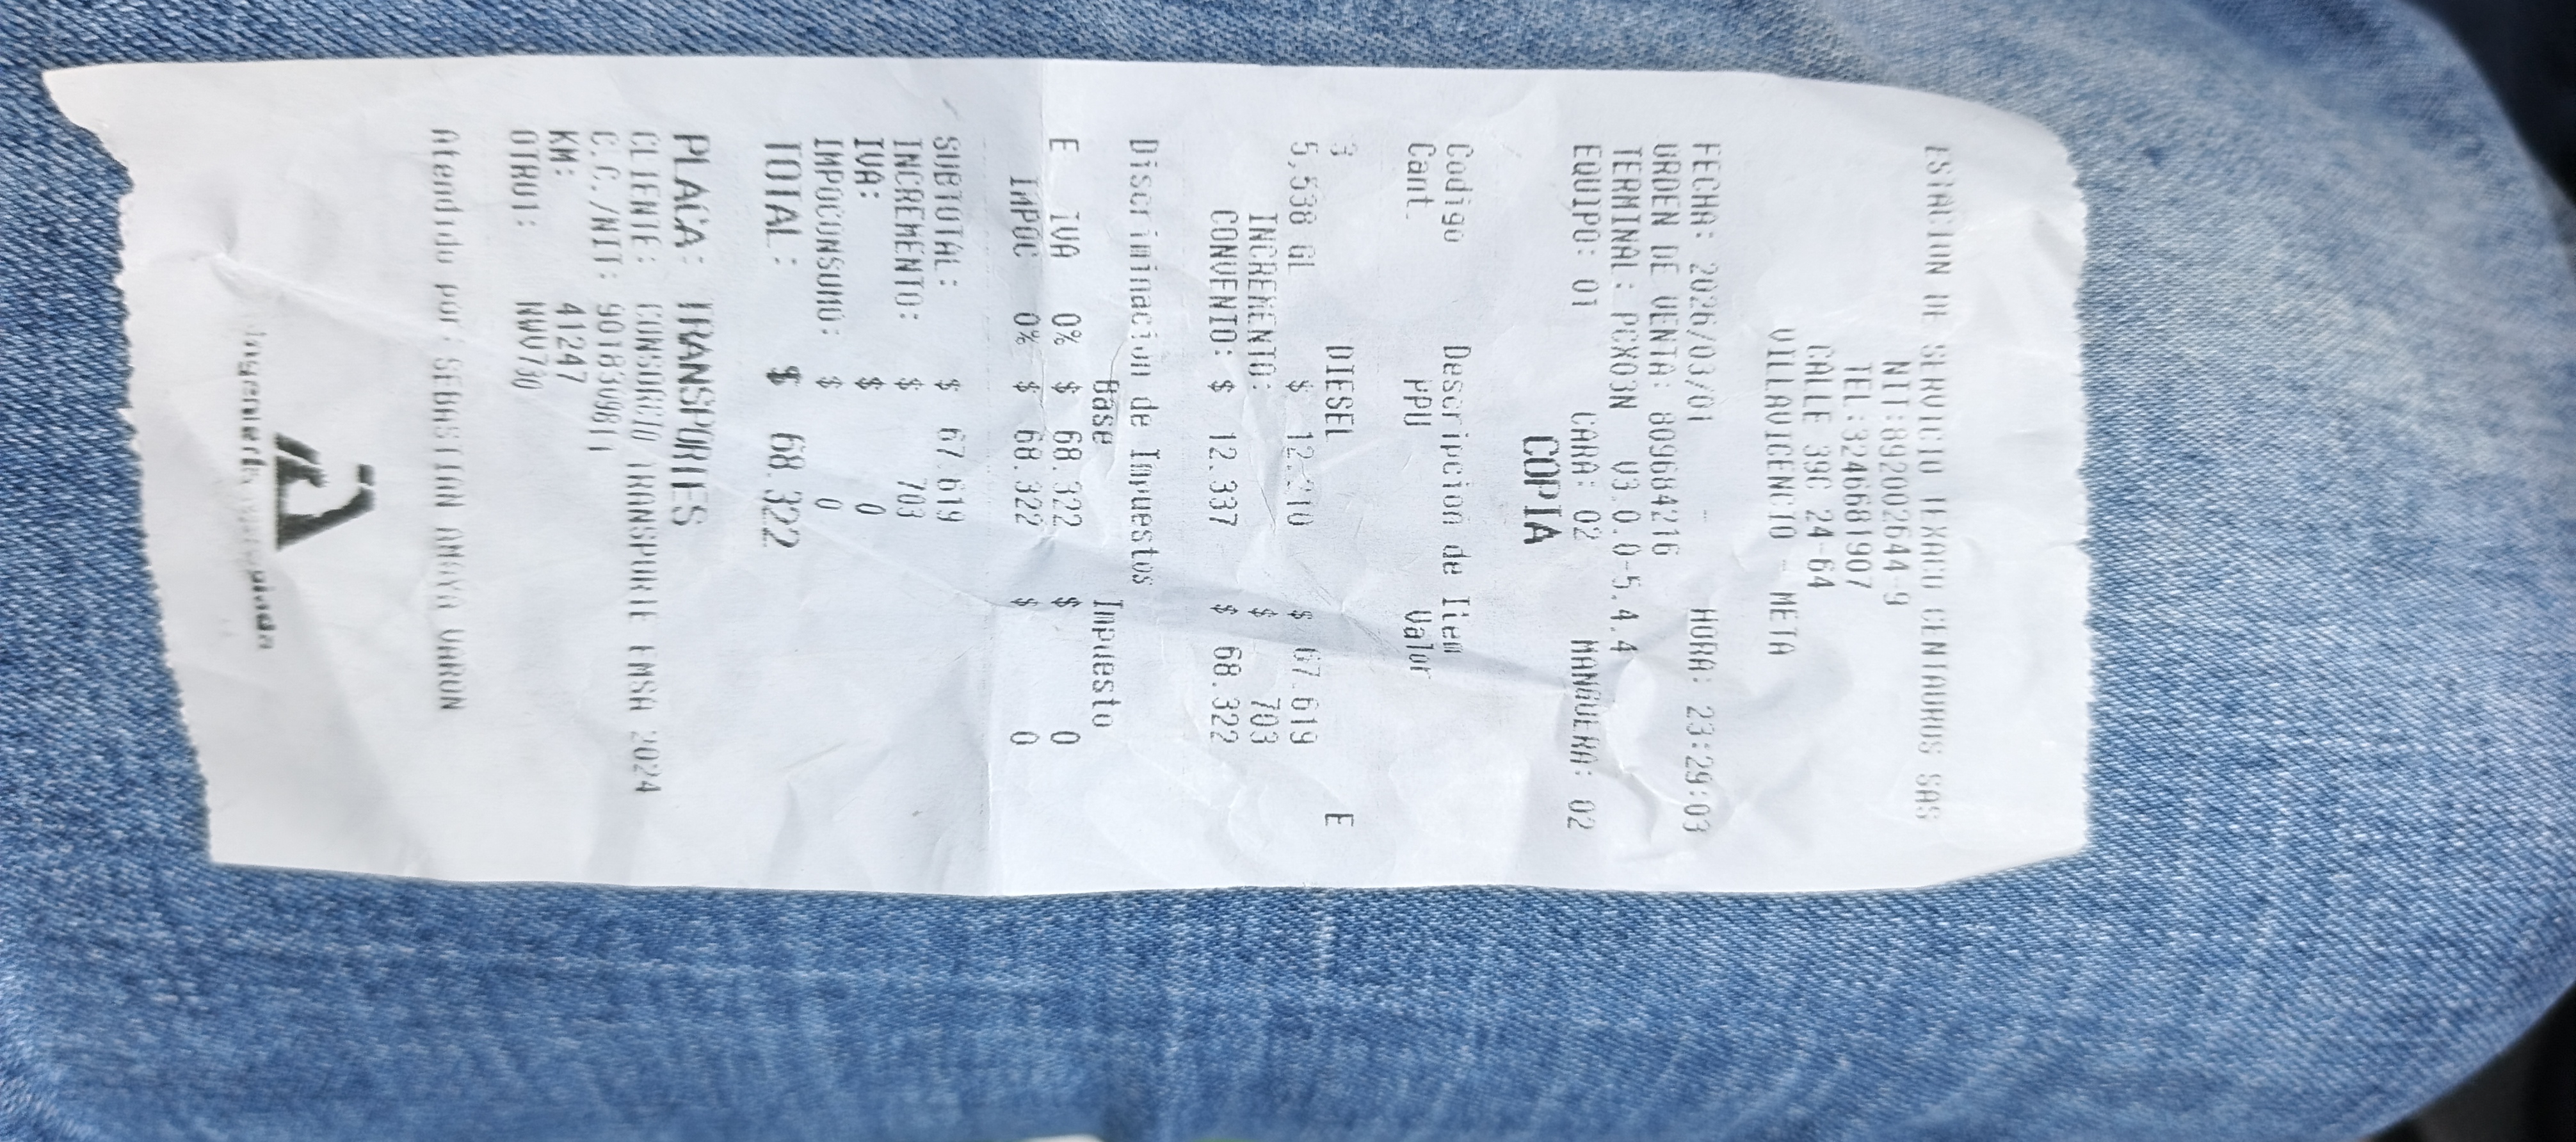 ESTACION DE SERVICIO TEXACO CENTAUROS SAS
NIT:892002644-9
TEL:3246681907
CALLE 39C 24-64
VILLAVICENCIO - META
FECHA: 2026/03/01 HORA: 23:29:03
ORDEN DE VENTA: 809684216
TERMINAL: PCX03N V3.0.0-5.4.4
EQUIPO: 01 CARA: 02 MANGUERA: 02
COPIA
Codigo Descripcion de Item
Cant. PPU Valor
3 DIESEL E
5,538 GL $ 12.210 $ 67.619
INCREMENTO: $ 703
CONVENIO: $ 12.337 $ 68.322
Discriminacion de Impuestos
Base Impuesto
E IVA 0% $ 68.322 $ 0
IMPOC 0% $ 68.322 $ 0
SUBTOTAL: $ 67.619
INCREMENTO: $ 703
IVA: $ 0
IMPOCONSUMO: $ 0
TOTAL: $ 68.322
PLACA: TRANSPORTES
CLIENTE: CONSORCIO TRANSPORTE EMSA 2024
C.C./NIT:
KM: 41247
OTRO1: NWV730
Atendido por: SEBASTIAN AMAYA VARON